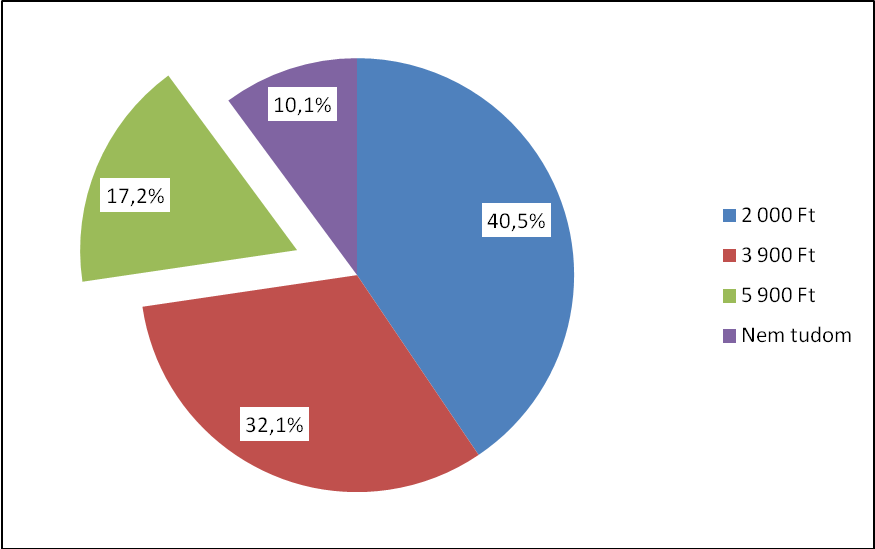 10,1%
17,2%
40,5%
32,1%
2 000 Ft
3 900 Ft
5 900 Ft
Nem tudom